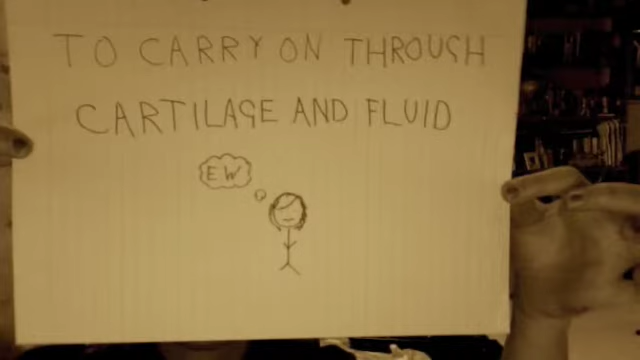 TO CARRY ON THROUGH
CARTILAGE AND FLUID
EW